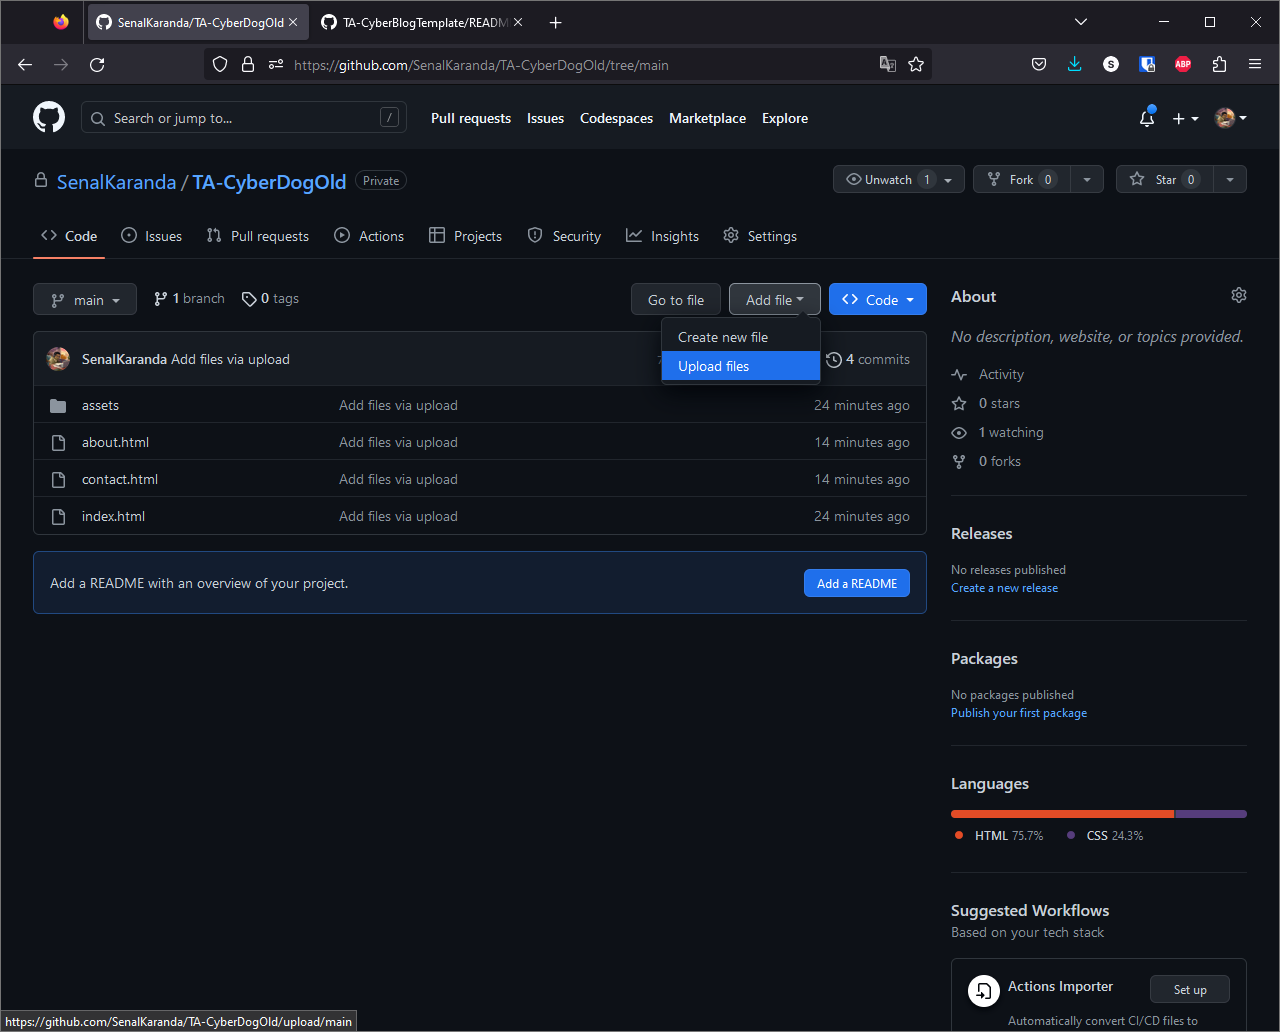 SenalKaranda/TA-CyberDogOld
TA-CyberBlogTemplate/READM
https://github.com/SenalKaranda/TA-CyberDogOld/tree/main
S
ABP
Search or jump to...
/
Pull requests
Issues
Codespaces
Marketplace
Explore
SenalKaranda / TA-CyberDogOld
Private
Unwatch 1
Fork 0
Star 0
Code
Issues
Pull requests
Actions
Projects
Security
Insights
Settings
main
1 branch
0 tags
Go to file
Add file
Code
Create new file
Upload files
SenalKaranda Add files via upload
4 commits
assets Add files via upload 24 minutes ago
about.html Add files via upload 14 minutes ago
contact.html Add files via upload 14 minutes ago
index.html Add files via upload 24 minutes ago
Add a README with an overview of your project.
Add a README
About
No description, website, or topics provided.
Activity
0 stars
1 watching
0 forks
Releases
No releases published
Create a new release
Packages
No packages published
Publish your first package
Languages
HTML 75.7%
CSS 24.3%
Suggested Workflows
Based on your tech stack
Actions Importer
Set up
Automatically convert CI/CD files to
https://github.com/SenalKaranda/TA-CyberDogOld/upload/main